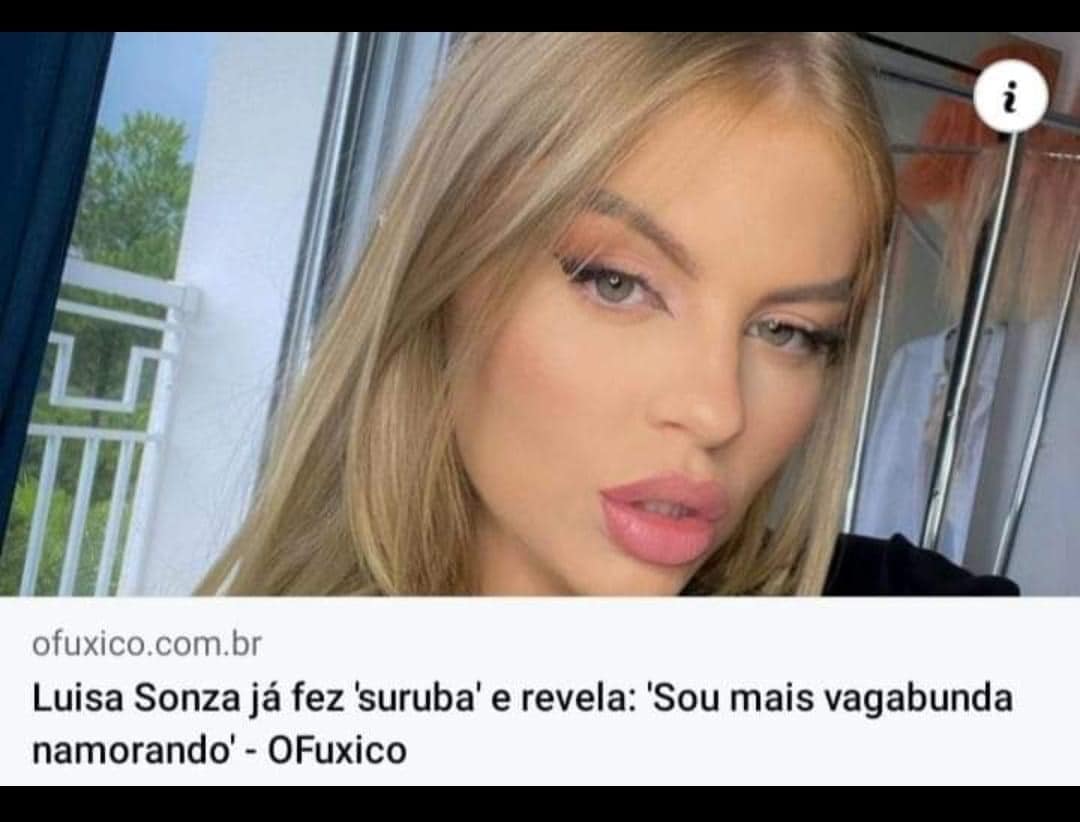 i
ofuxico.com.br
Luisa Sonza já fez 'suruba' e revela: 'Sou mais vagabunda
namorando' - OFuxico